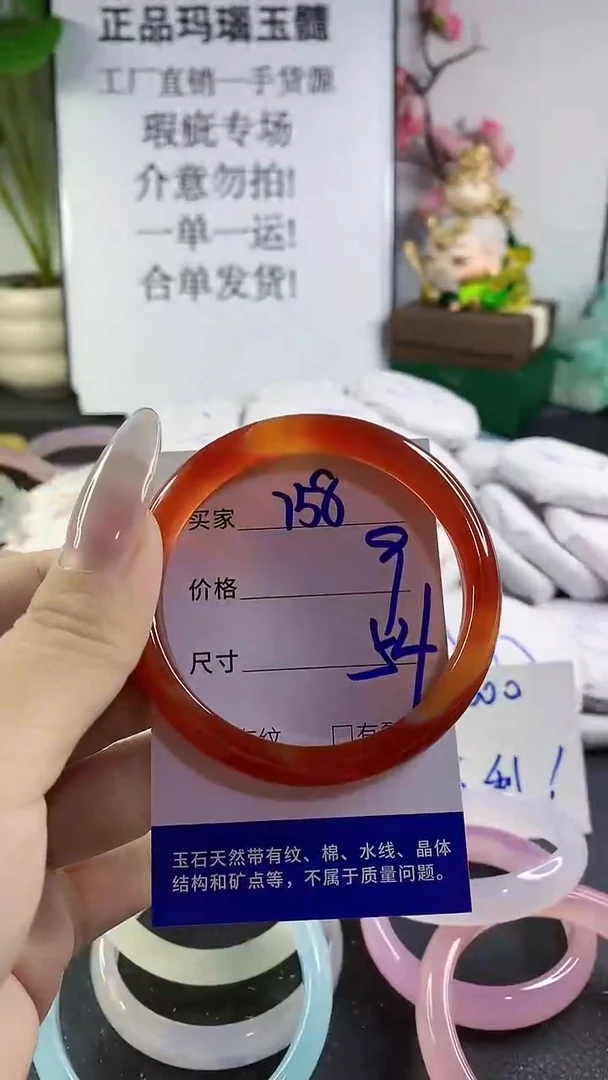 正品玛瑙玉髓
工厂直销一手货源
瑕疵专场
介意勿拍!
一单一运!
合单发货!
买家 158
价格 9
尺寸 54
玉石天然带有纹、棉、水线、晶体
结构和矿点等，不属于质量问题。